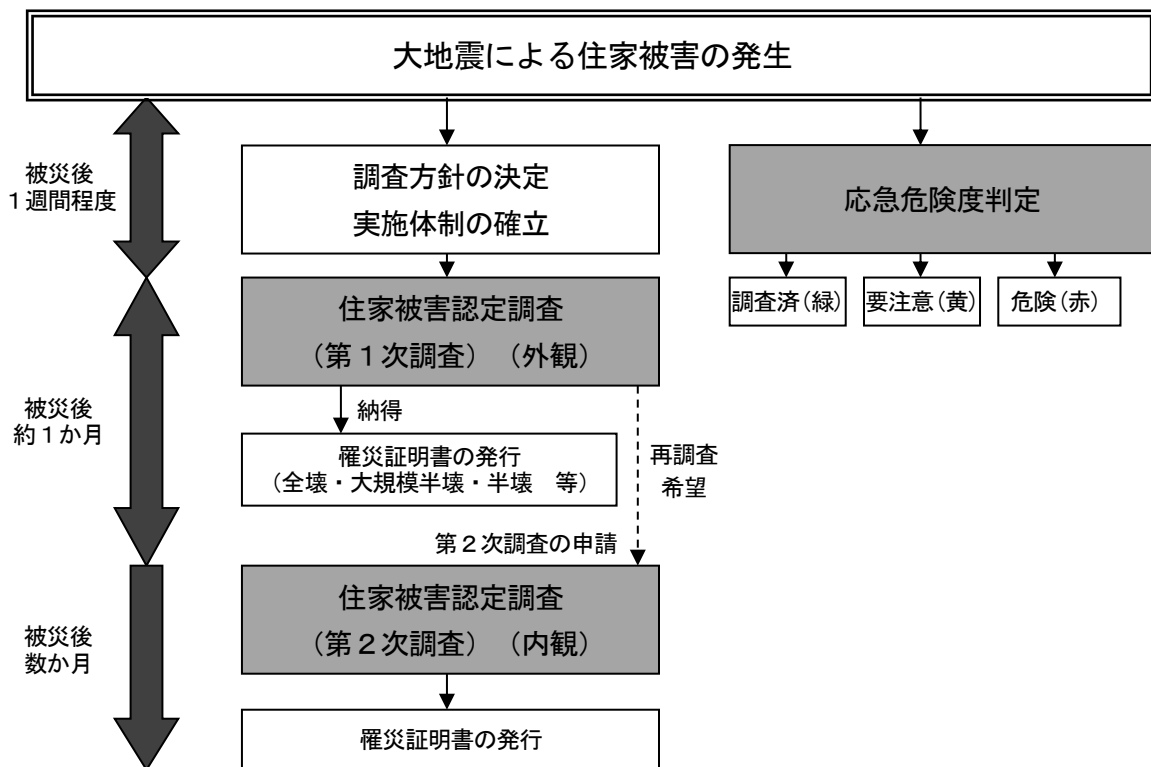 大地震による住家被害の発生
被災後
１週間程度
調査方針の決定
実施体制の確立
応急危険度判定
調査済（緑）
要注意（黄）
危険（赤）
住家被害認定調査
（第１次調査）（外観）
被災後
約１か月
納得
罹災証明書の発行
（全壊・大規模半壊・半壊　等）
再調査
希望
第２次調査の申請
住家被害認定調査
（第２次調査）（内観）
被災後
数か月
罹災証明書の発行